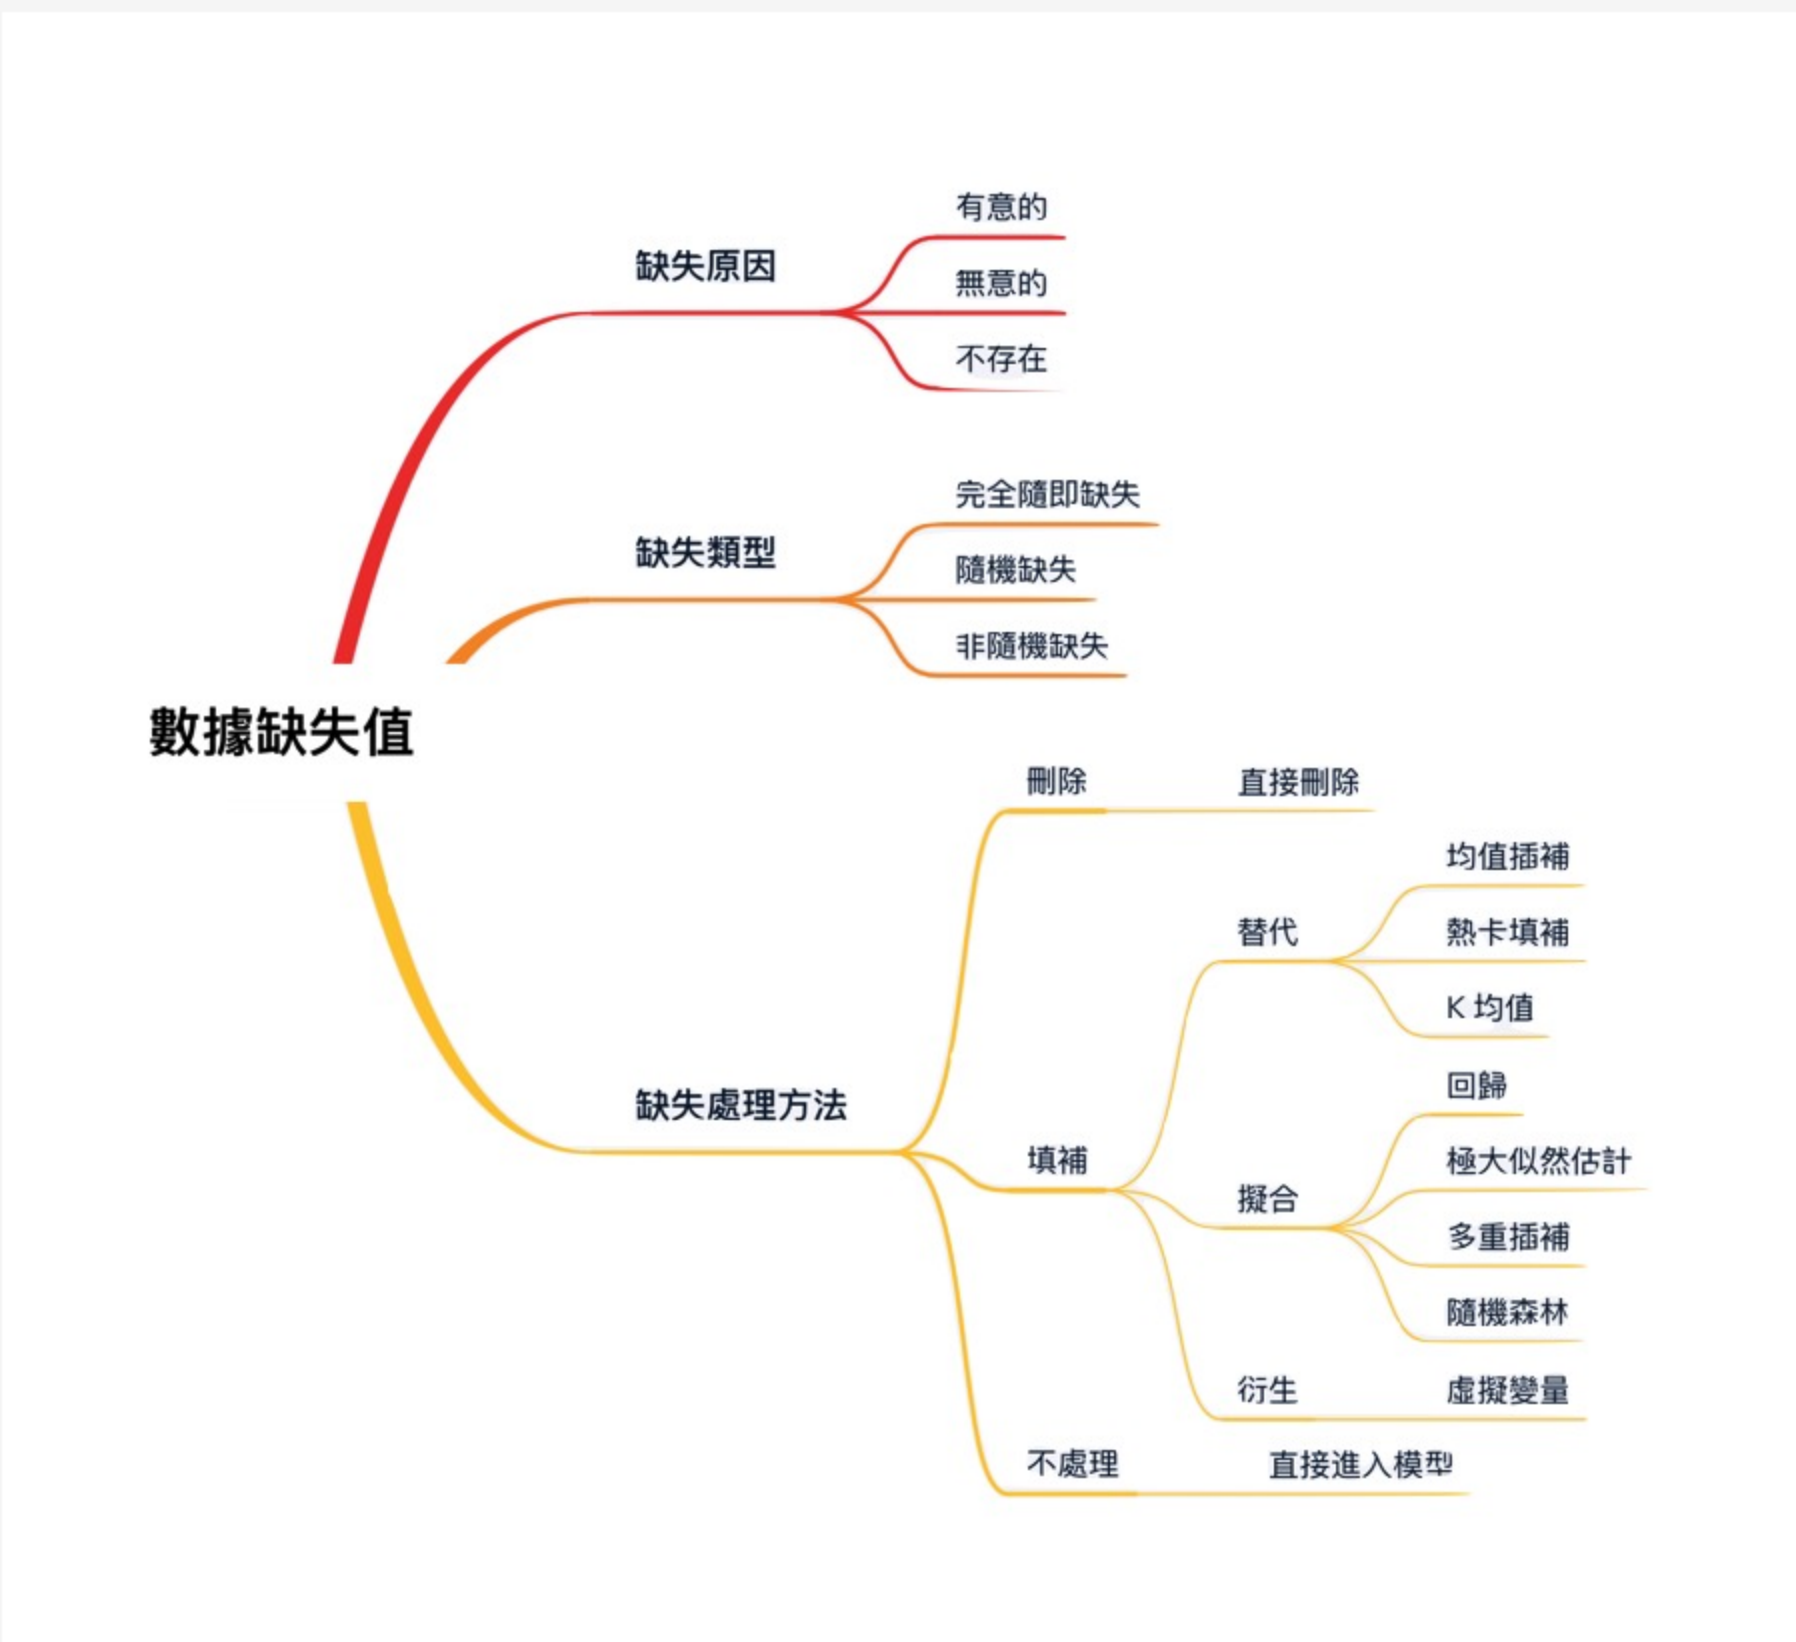 數據缺失值
缺失原因
有意的
無意的
不存在
缺失類型
完全隨即缺失
隨機缺失
非隨機缺失
缺失處理方法
刪除
直接刪除
填補
替代
均值插補
熱卡填補
K 均值
擬合
回歸
極大似然估計
多重插補
隨機森林
衍生
虛擬變量
不處理
直接進入模型